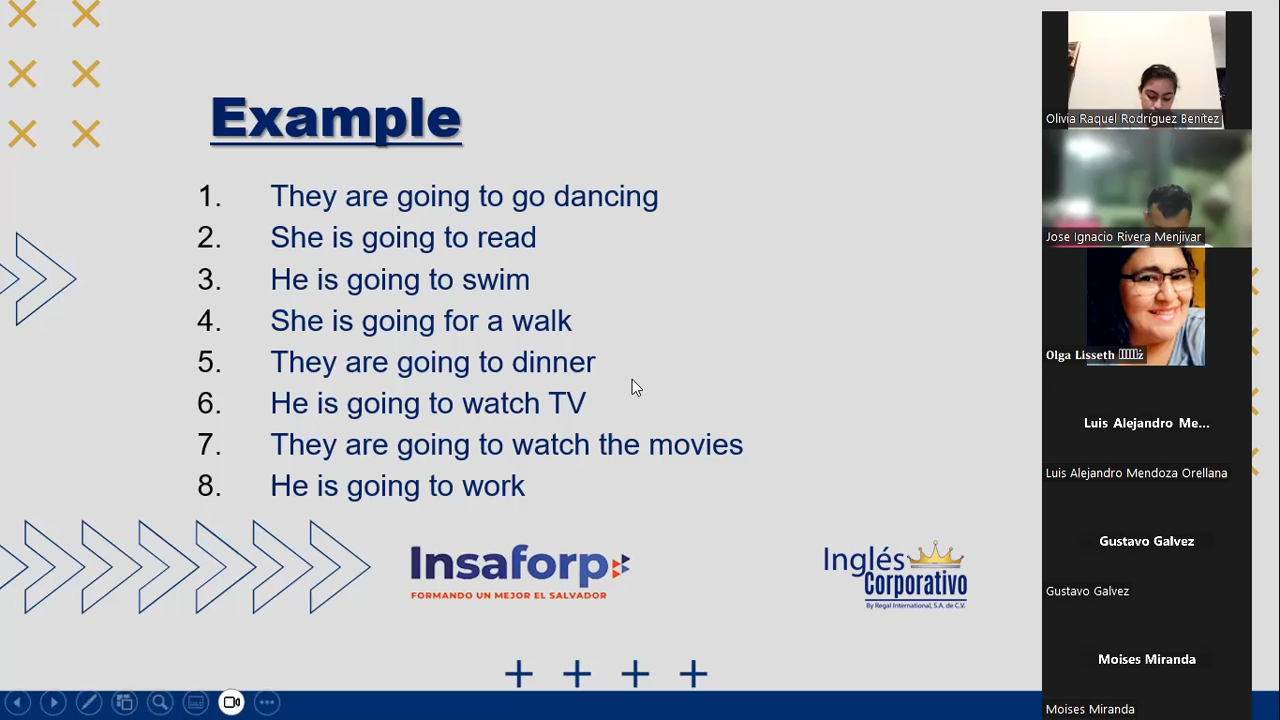 Example
1. They are going to go dancing
2. She is going to read
3. He is going to swim
4. She is going for a walk
5. They are going to dinner
6. He is going to watch TV
7. They are going to watch the movies
8. He is going to work
Insaforp
FORMANDO UN MEJOR EL SALVADOR
Inglés
Corporativo
By Regal International, S.A. de C.V.
Olivia Raquel Rodríguez Benítez
Jose Ignacio Rivera Menjivar
Olga Lisseth
Luis Alejandro Me...
Luis Alejandro Mendoza Orellana
Gustavo Galvez
Gustavo Galvez
Moises Miranda
Moises Miranda